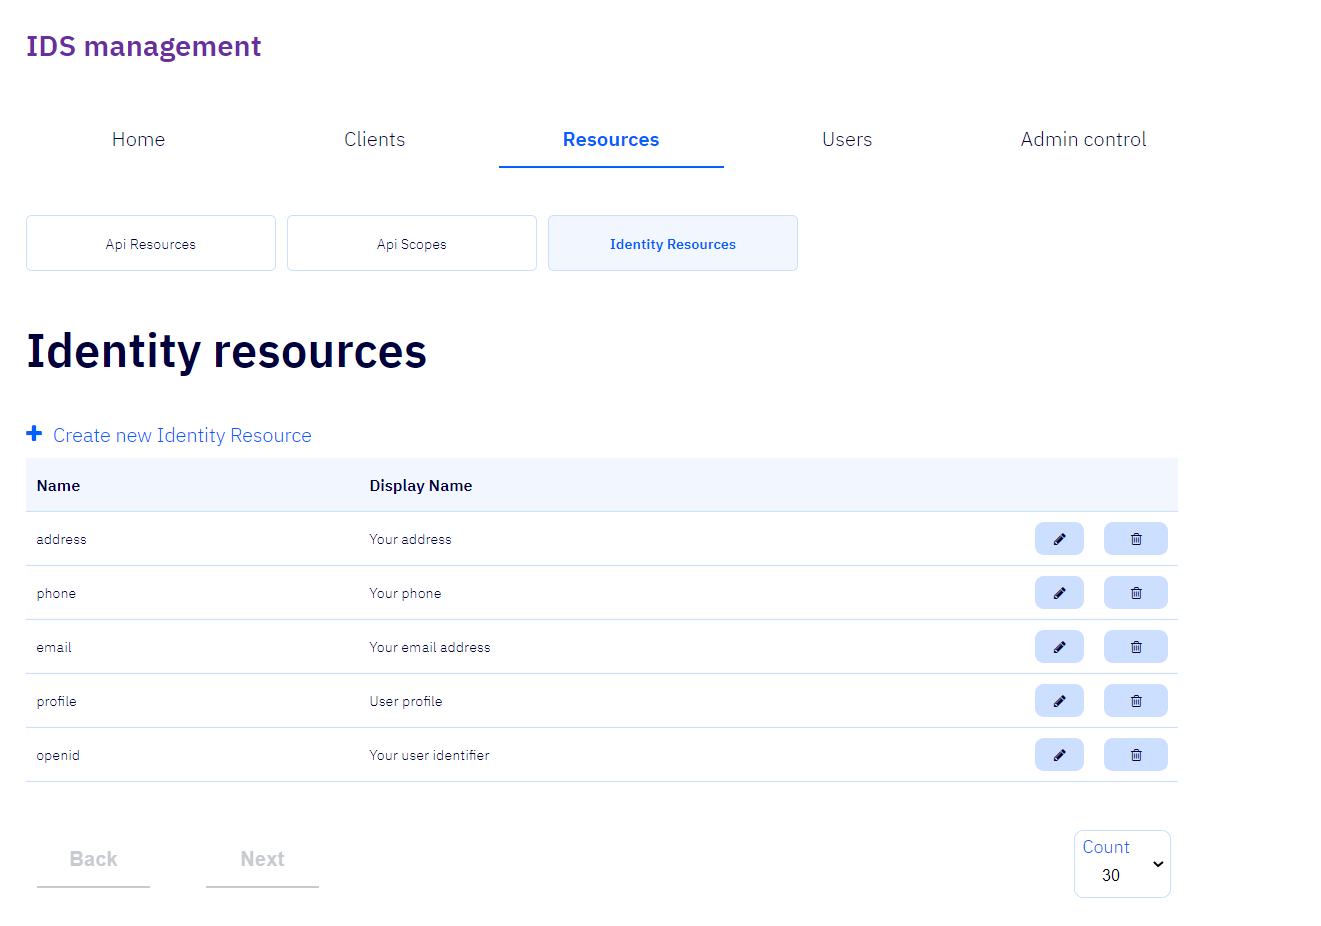 IDS management
Home Clients Resources Users Admin control
Api Resources Api Scopes Identity Resources
Identity resources
Create new Identity Resource
Name Display Name
address Your address
phone Your phone
email Your email address
profile User profile
openid Your user identifier
Back Next Count
30